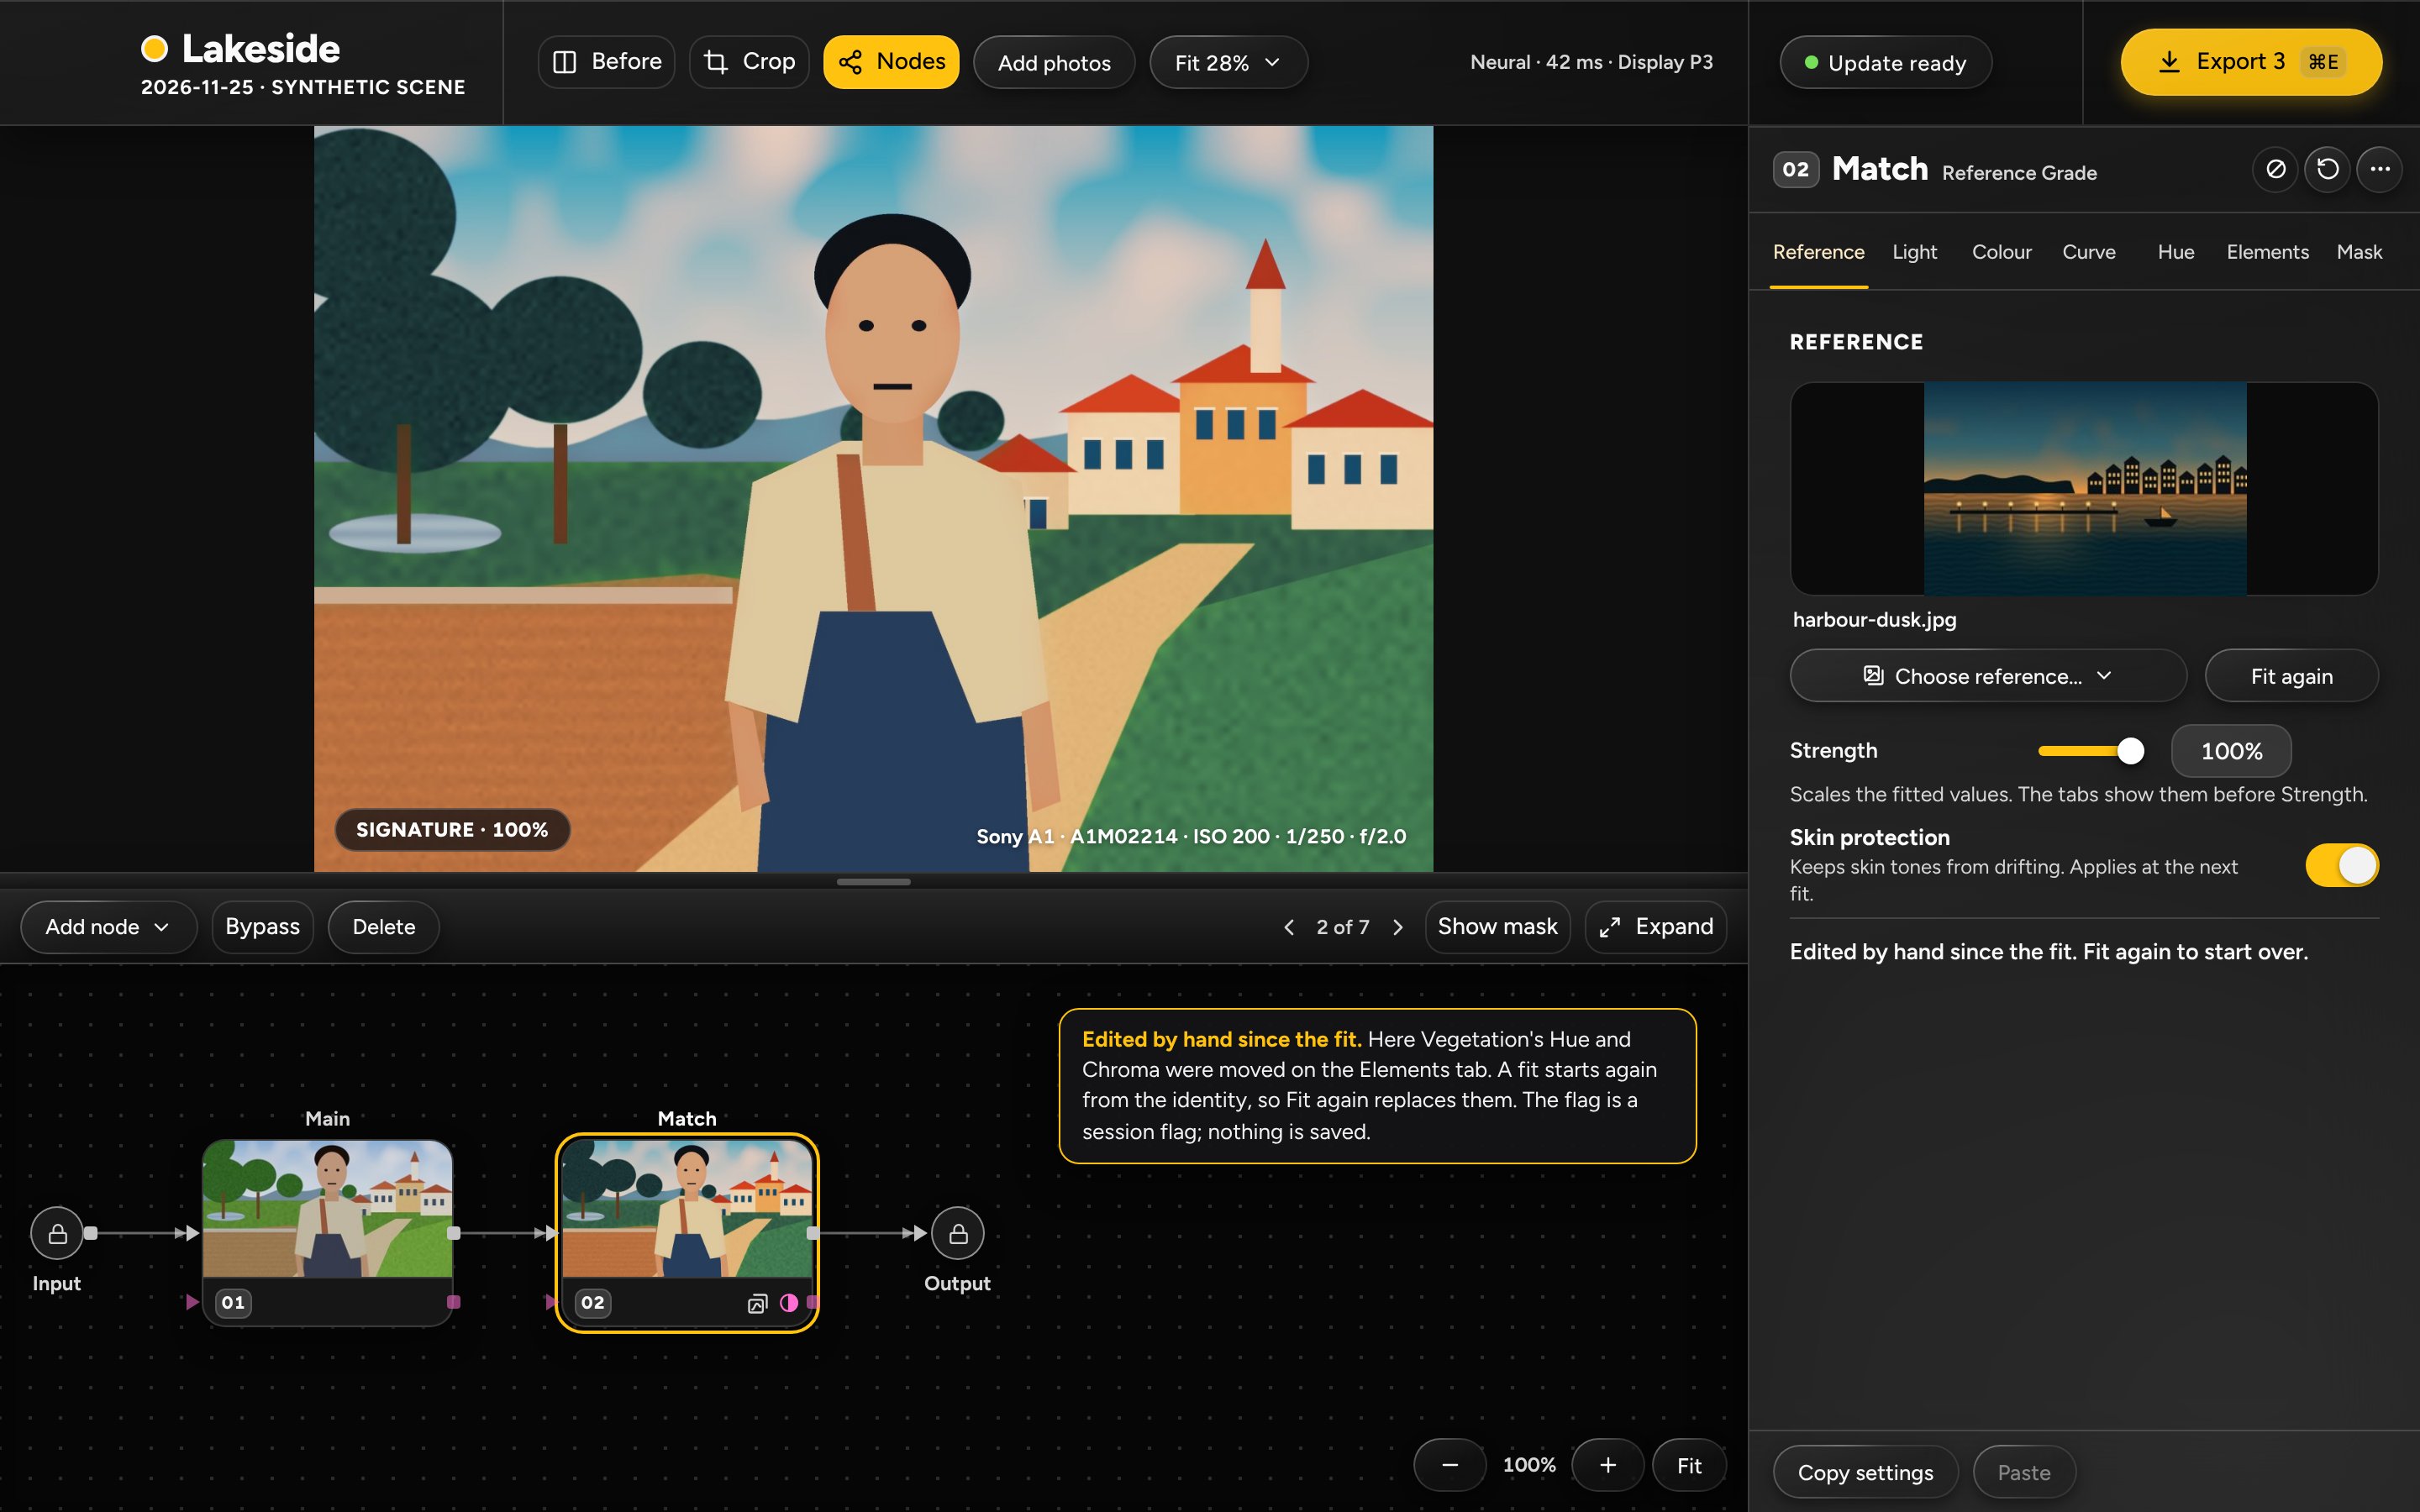 Lakeside
2026-11-25 · SYNTHETIC SCENE
Before
Crop
Nodes
Add photos
Fit 28%
Neural · 42 ms · Display P3
Update ready
Export 3 ⌘E
02 Match Reference Grade
Reference Light Colour Curve Hue Elements Mask
REFERENCE
harbour-dusk.jpg
Choose reference...
Fit again
Strength
100%
Scales the fitted values. The tabs show them before Strength.
Skin protection
Keeps skin tones from drifting. Applies at the next
fit.
Edited by hand since the fit. Fit again to start over.
SIGNATURE · 100%
Sony A1 · A1M02214 · ISO 200 · 1/250 · f/2.0
Add node
Bypass
Delete
2 of 7
Show mask
Expand
Edited by hand since the fit. Here Vegetation's Hue and
Chroma were moved on the Elements tab. A fit starts again
from the identity, so Fit again replaces them. The flag is a
session flag; nothing is saved.
Main
Match
Input
Output
01
02
100%
Fit
Copy settings
Paste